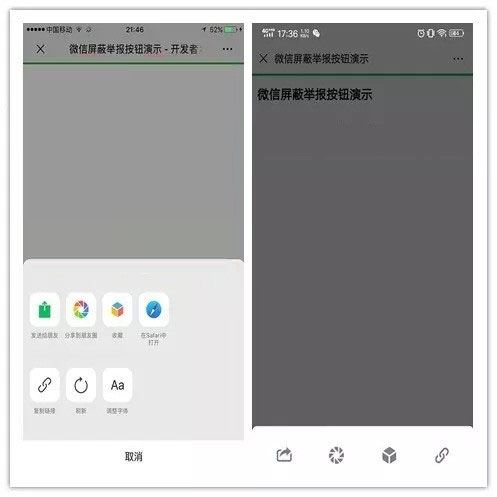 中国移动
21:46
52%
微信屏蔽举报按钮演示 - 开发者
发送给朋友
分享到朋友圈
收藏
在Safari中
打开
Aa
复制链接
刷新
调整字体
取消
17:36
微信屏蔽举报按钮演示
微信屏蔽举报按钮演示